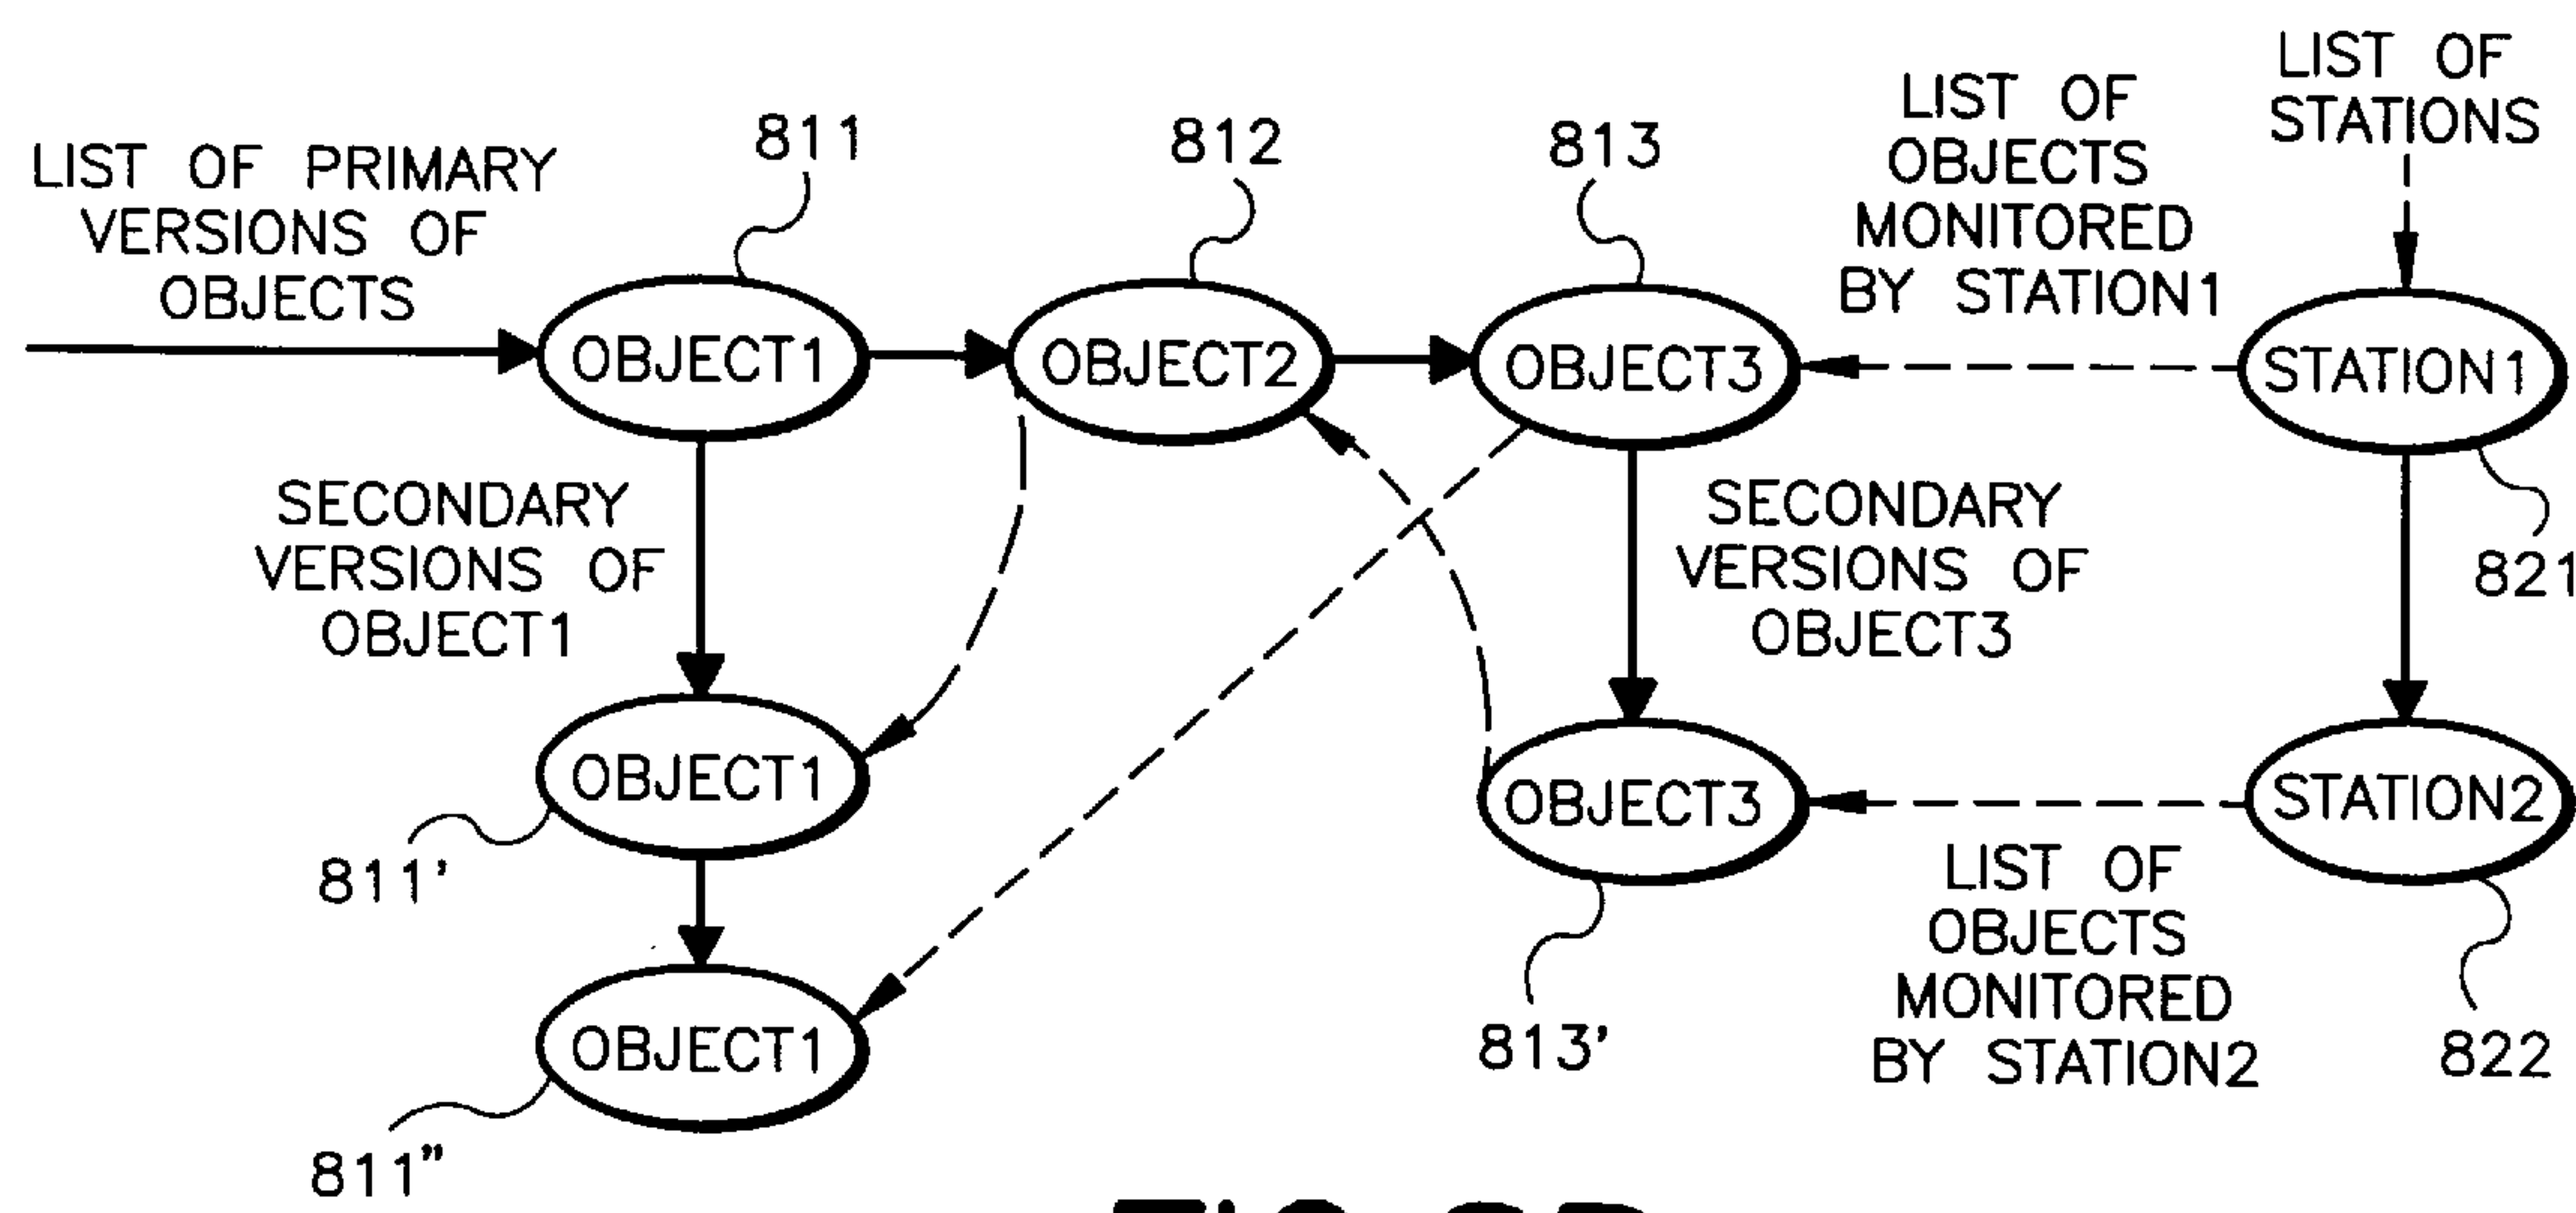 LIST OF
STATIONS
LIST OF
OBJECTS
MONITORED
BY STATION1
811
812
813
LIST OF PRIMARY
VERSIONS OF
OBJECTS
OBJECT1
OBJECT2
OBJECT3
STATION1
SECONDARY
VERSIONS OF
OBJECT1
SECONDARY
VERSIONS OF
OBJECT3
821
OBJECT1
OBJECT3
STATION2
811'
LIST OF
OBJECTS
MONITORED
BY STATION2
813'
822
OBJECT1
811"